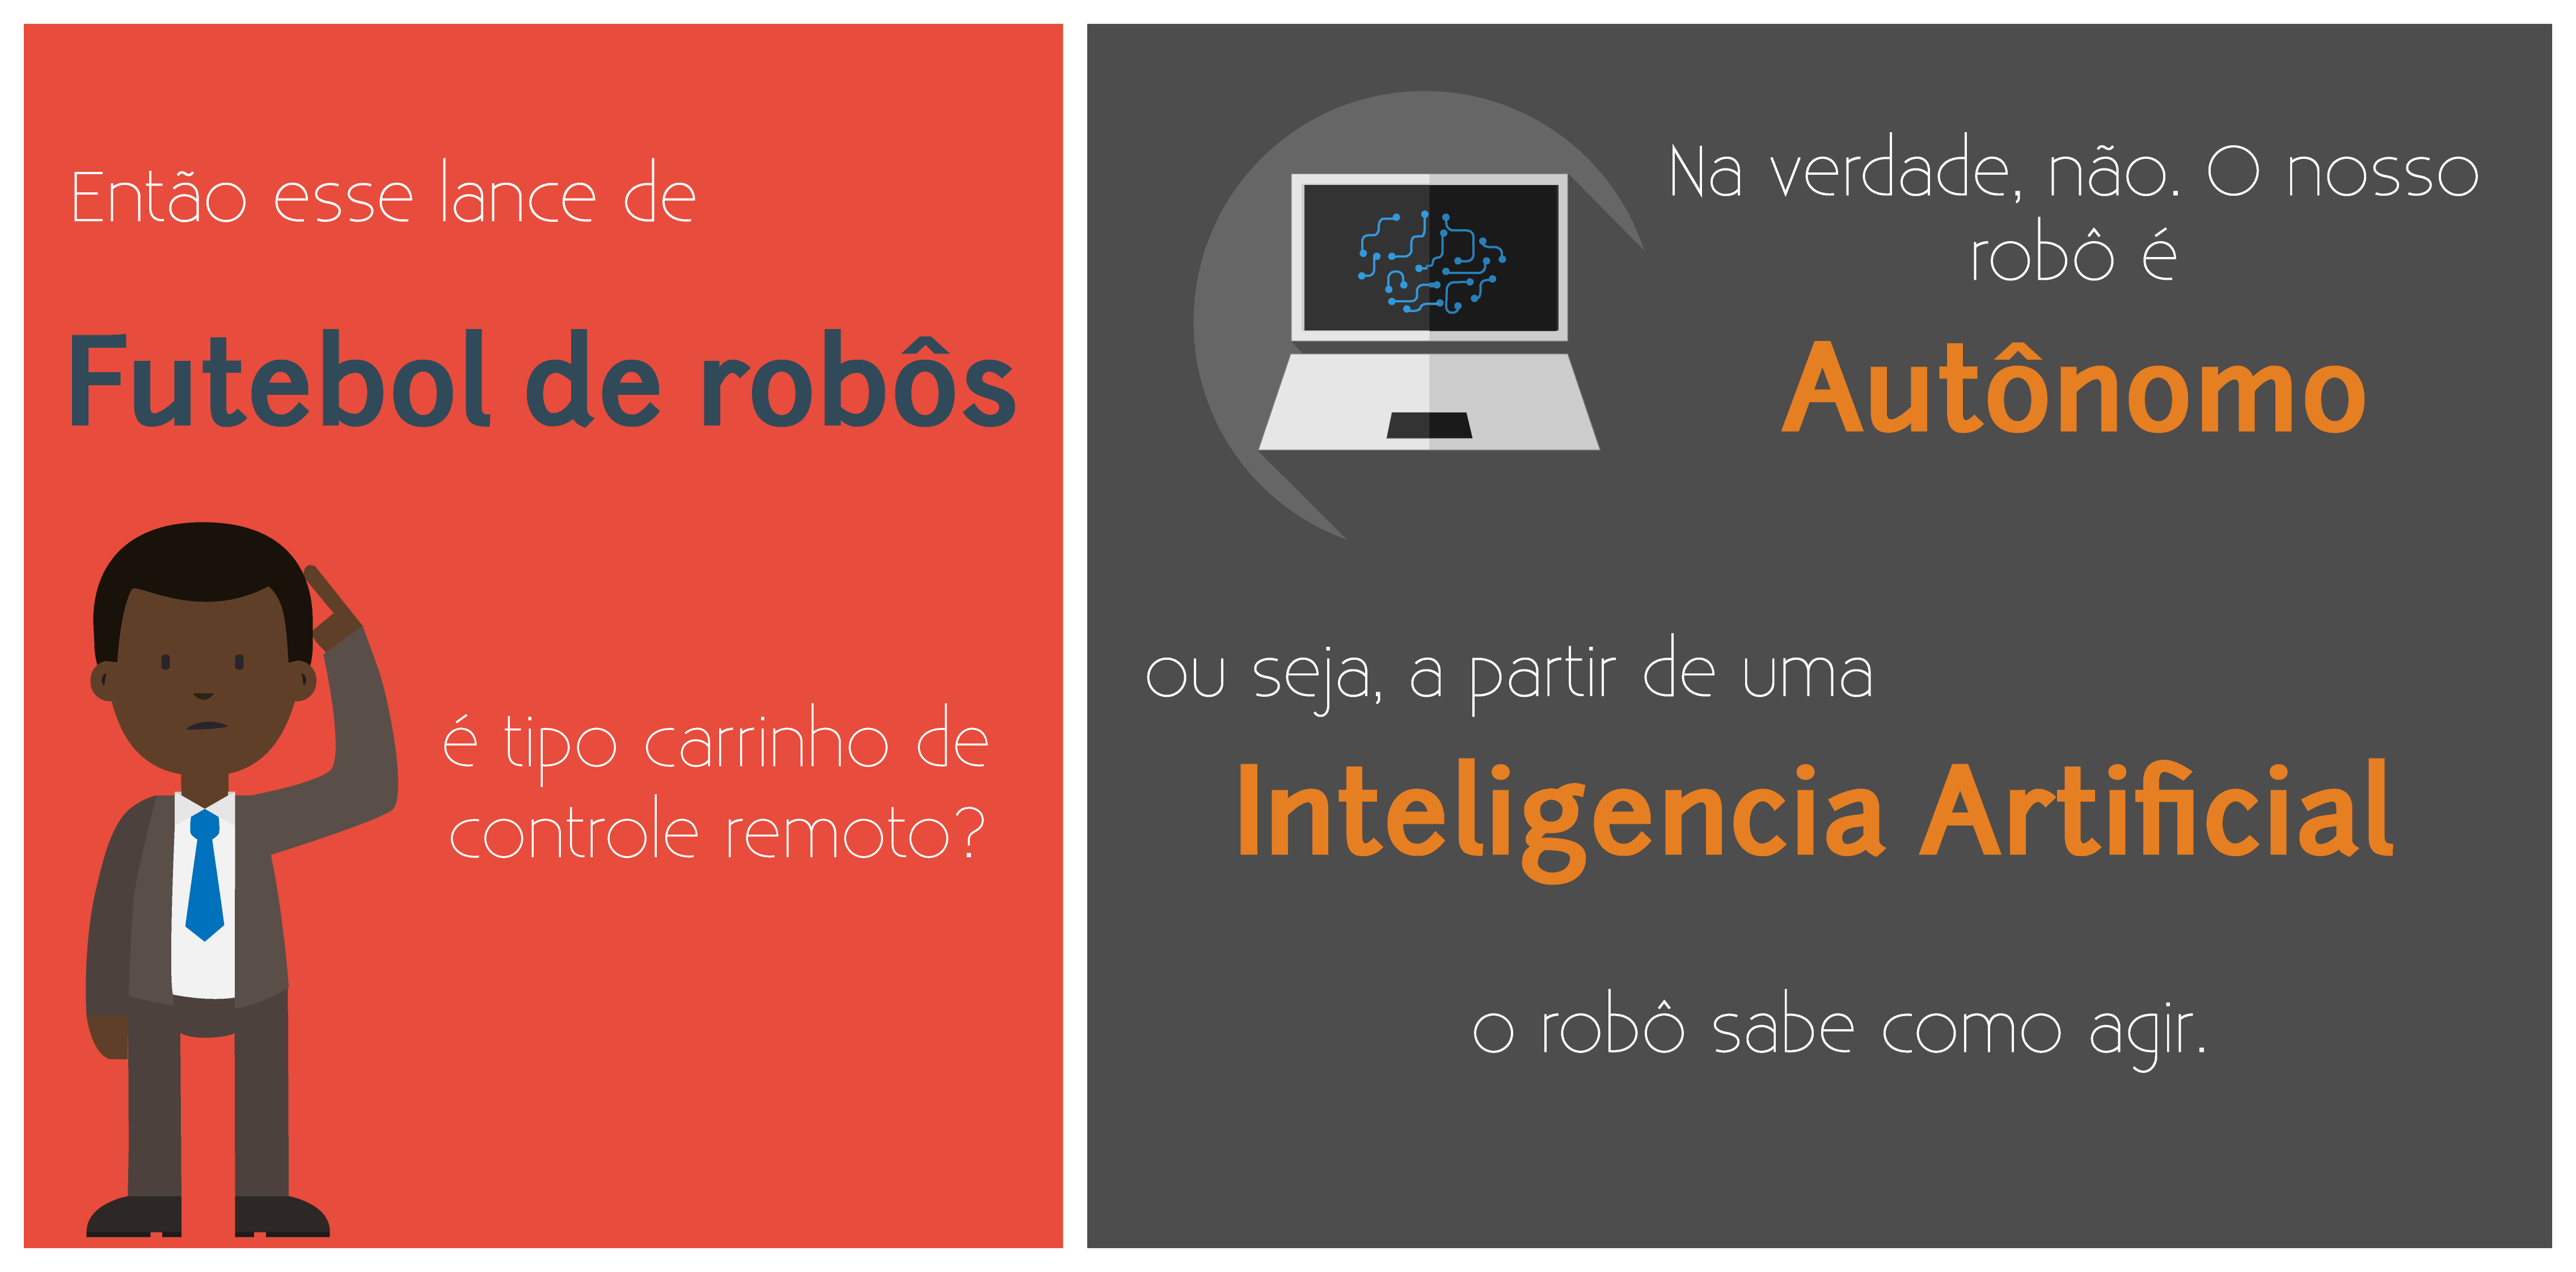 Então esse lance de
Futebol de robôs
é tipo carrinho de
controle remoto?
Na verdade, não. O nosso
robô é
Autônomo
ou seja, a partir de uma
Inteligencia Artificial
o robô sabe como agir.